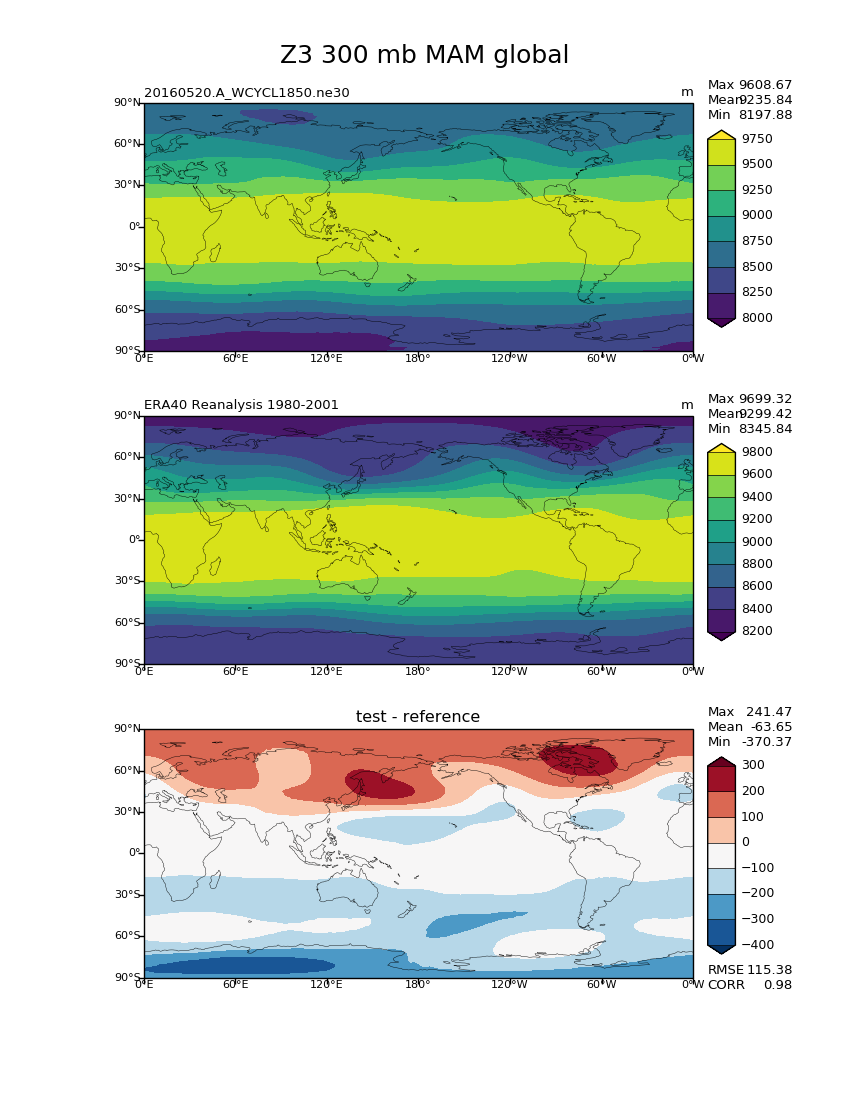 Z3 300 mb MAM global
20160520.A_WCYCL1850.ne30
m
Max 9608.67
Mean 9235.84
Min 8197.88
90°N
60°N
30°N
0°
30°S
60°S
90°S
0°E 60°E 120°E 180° 120°W 60°W 0°W
9750
9500
9250
9000
8750
8500
8250
8000
ERA40 Reanalysis 1980-2001
m
Max 9699.32
Mean 9299.42
Min 8345.84
90°N
60°N
30°N
0°
30°S
60°S
90°S
0°E 60°E 120°E 180° 120°W 60°W 0°W
9800
9600
9400
9200
9000
8800
8600
8400
8200
test - reference
Max 241.47
Mean -63.65
Min -370.37
90°N
60°N
30°N
0°
30°S
60°S
90°S
0°E 60°E 120°E 180° 120°W 60°W 0°W
300
200
100
0
−100
−200
−300
−400
RMSE 115.38
CORR 0.98